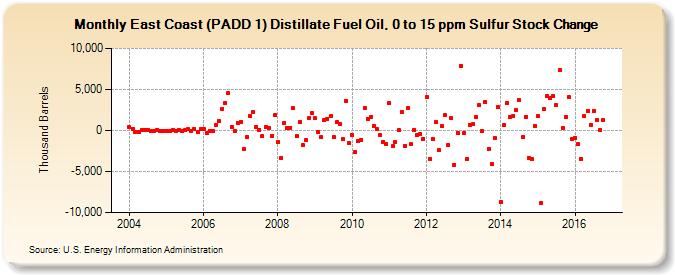 Monthly East Coast (PADD 1) Distillate Fuel Oil, 0 to 15 ppm Sulfur Stock Change
Thousand Barrels
10,000
5,000
0
-5,000
-10,000
2004 2006 2008 2010 2012 2014 2016
Source: U.S. Energy Information Administration